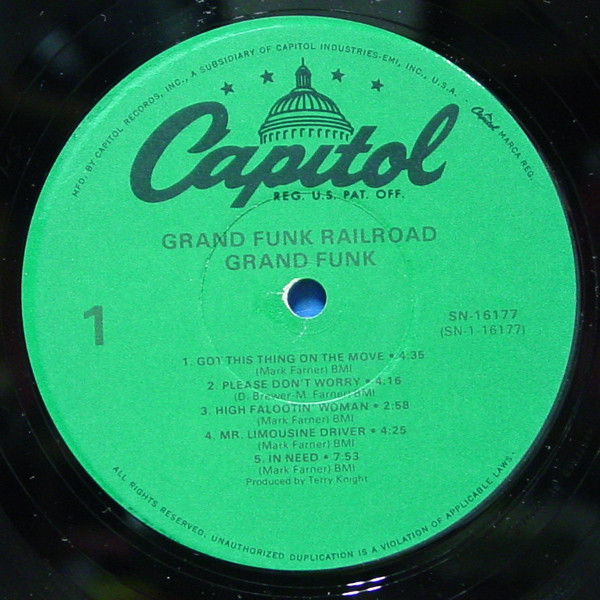 MFD. BY CAPITOL RECORDS, INC., A SUBSIDIARY OF CAPITOL INDUSTRIES-EMI, INC., U.S.A. · Capitol MARCA REG.
Capitol
REG. U.S. PAT. OFF.
GRAND FUNK RAILROAD
GRAND FUNK
1
SN-16177
(SN-1-16177)
1. GOT THIS THING ON THE MOVE • 4:35
(Mark Farner) BMI
2. PLEASE DON'T WORRY • 4:16
(D. Brewer-M. Farner) BMI
3. HIGH FALOOTIN' WOMAN • 2:58
(Mark Farner) BMI
4. MR. LIMOUSINE DRIVER • 4:25
(Mark Farner) BMI
5. IN NEED • 7:53
(Mark Farner) BMI
Produced by Terry Knight
ALL RIGHTS RESERVED. UNAUTHORIZED DUPLICATION IS A VIOLATION OF APPLICABLE LAWS.